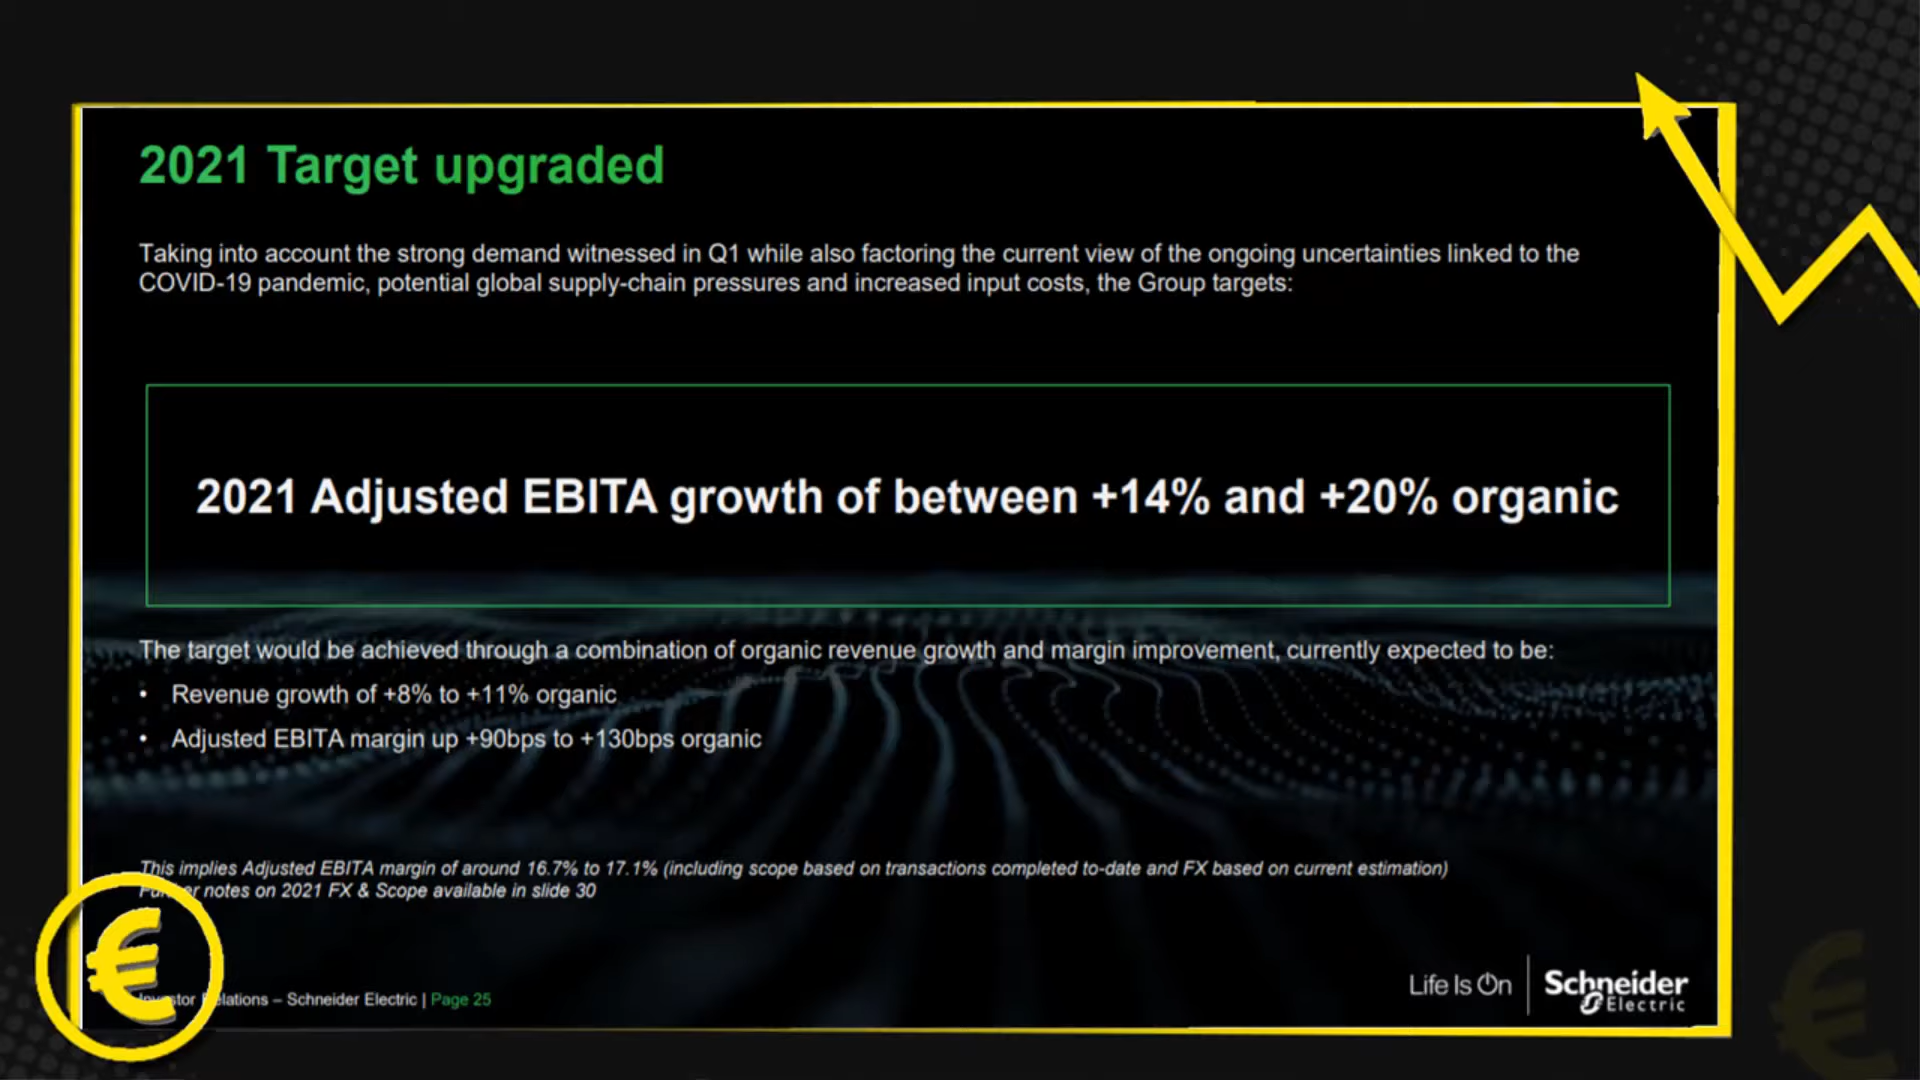 2021 Target upgraded
Taking into account the strong demand witnessed in Q1 while also factoring the current view of the ongoing uncertainties linked to the
COVID-19 pandemic, potential global supply-chain pressures and increased input costs, the Group targets:
2021 Adjusted EBITA growth of between +14% and +20% organic
The target would be achieved through a combination of organic revenue growth and margin improvement, currently expected to be:
• Revenue growth of +8% to +11% organic
• Adjusted EBITA margin up +90bps to +130bps organic
This implies Adjusted EBITA margin of around 16.7% to 17.1% (including scope based on transactions completed to-date and FX based on current estimation)
notes on 2021 FX & Scope available in slide 30
– Schneider Electric | Page 25
Life Is On
Schneider
Electric
€
€